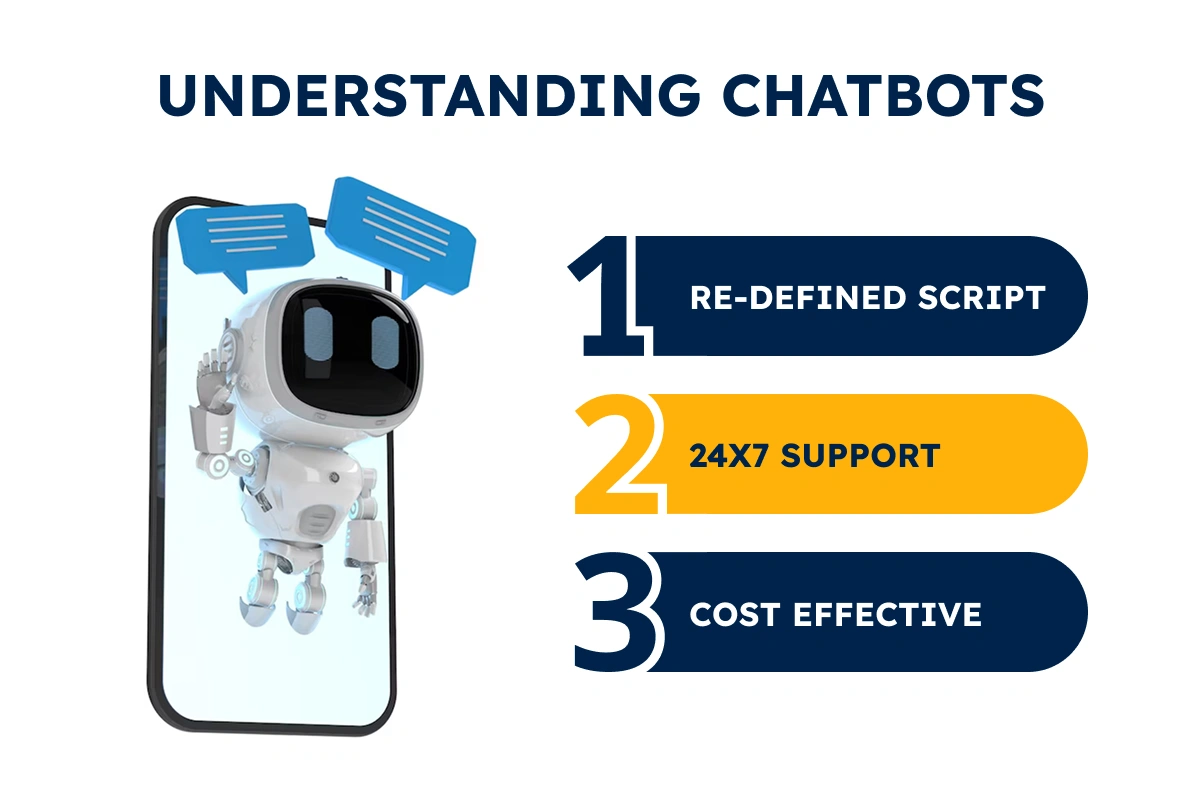 UNDERSTANDING CHATBOTS
1 RE-DEFINED SCRIPT
2 24X7 SUPPORT
3 COST EFFECTIVE